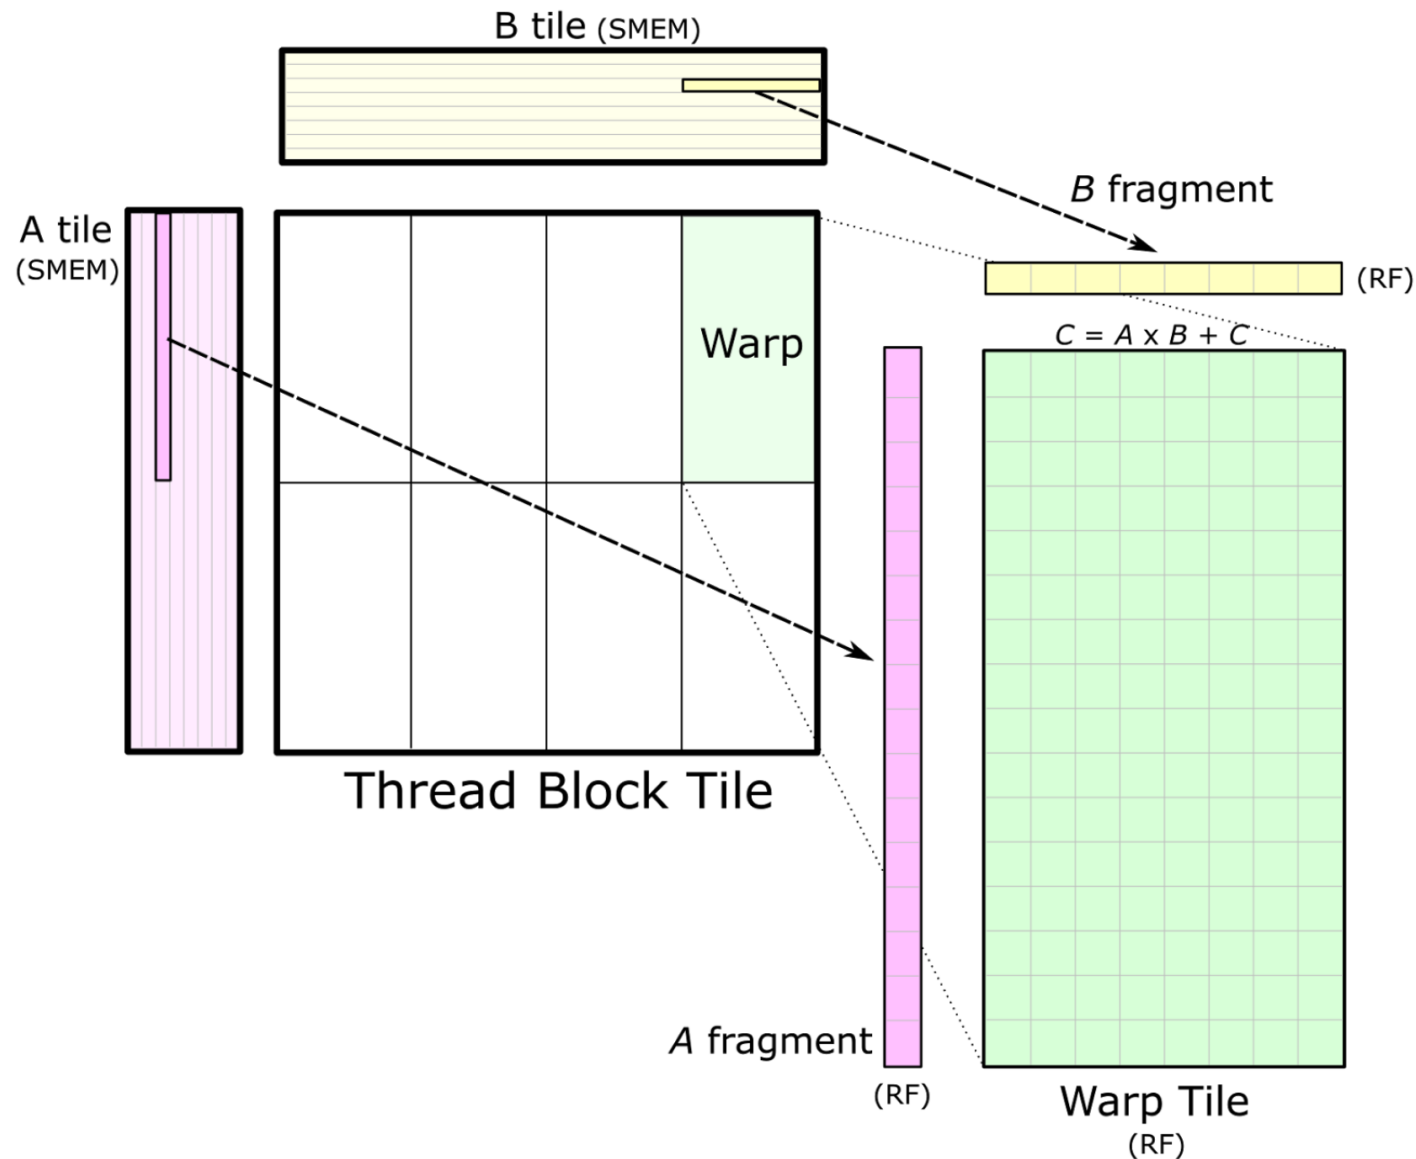 B tile (SMEM)
B fragment
A tile
(SMEM)
(RF)
C = A x B + C
Warp
Thread Block Tile
A fragment
(RF)
Warp Tile
(RF)